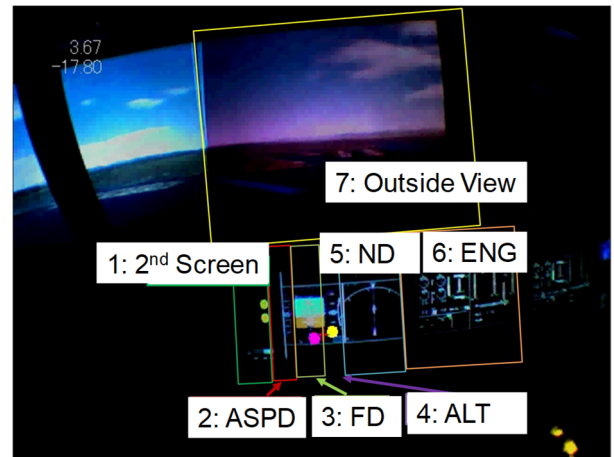 3.67
-17.80
7: Outside View
1: 2nd Screen
5: ND
6: ENG
2: ASPD
3: FD
4: ALT